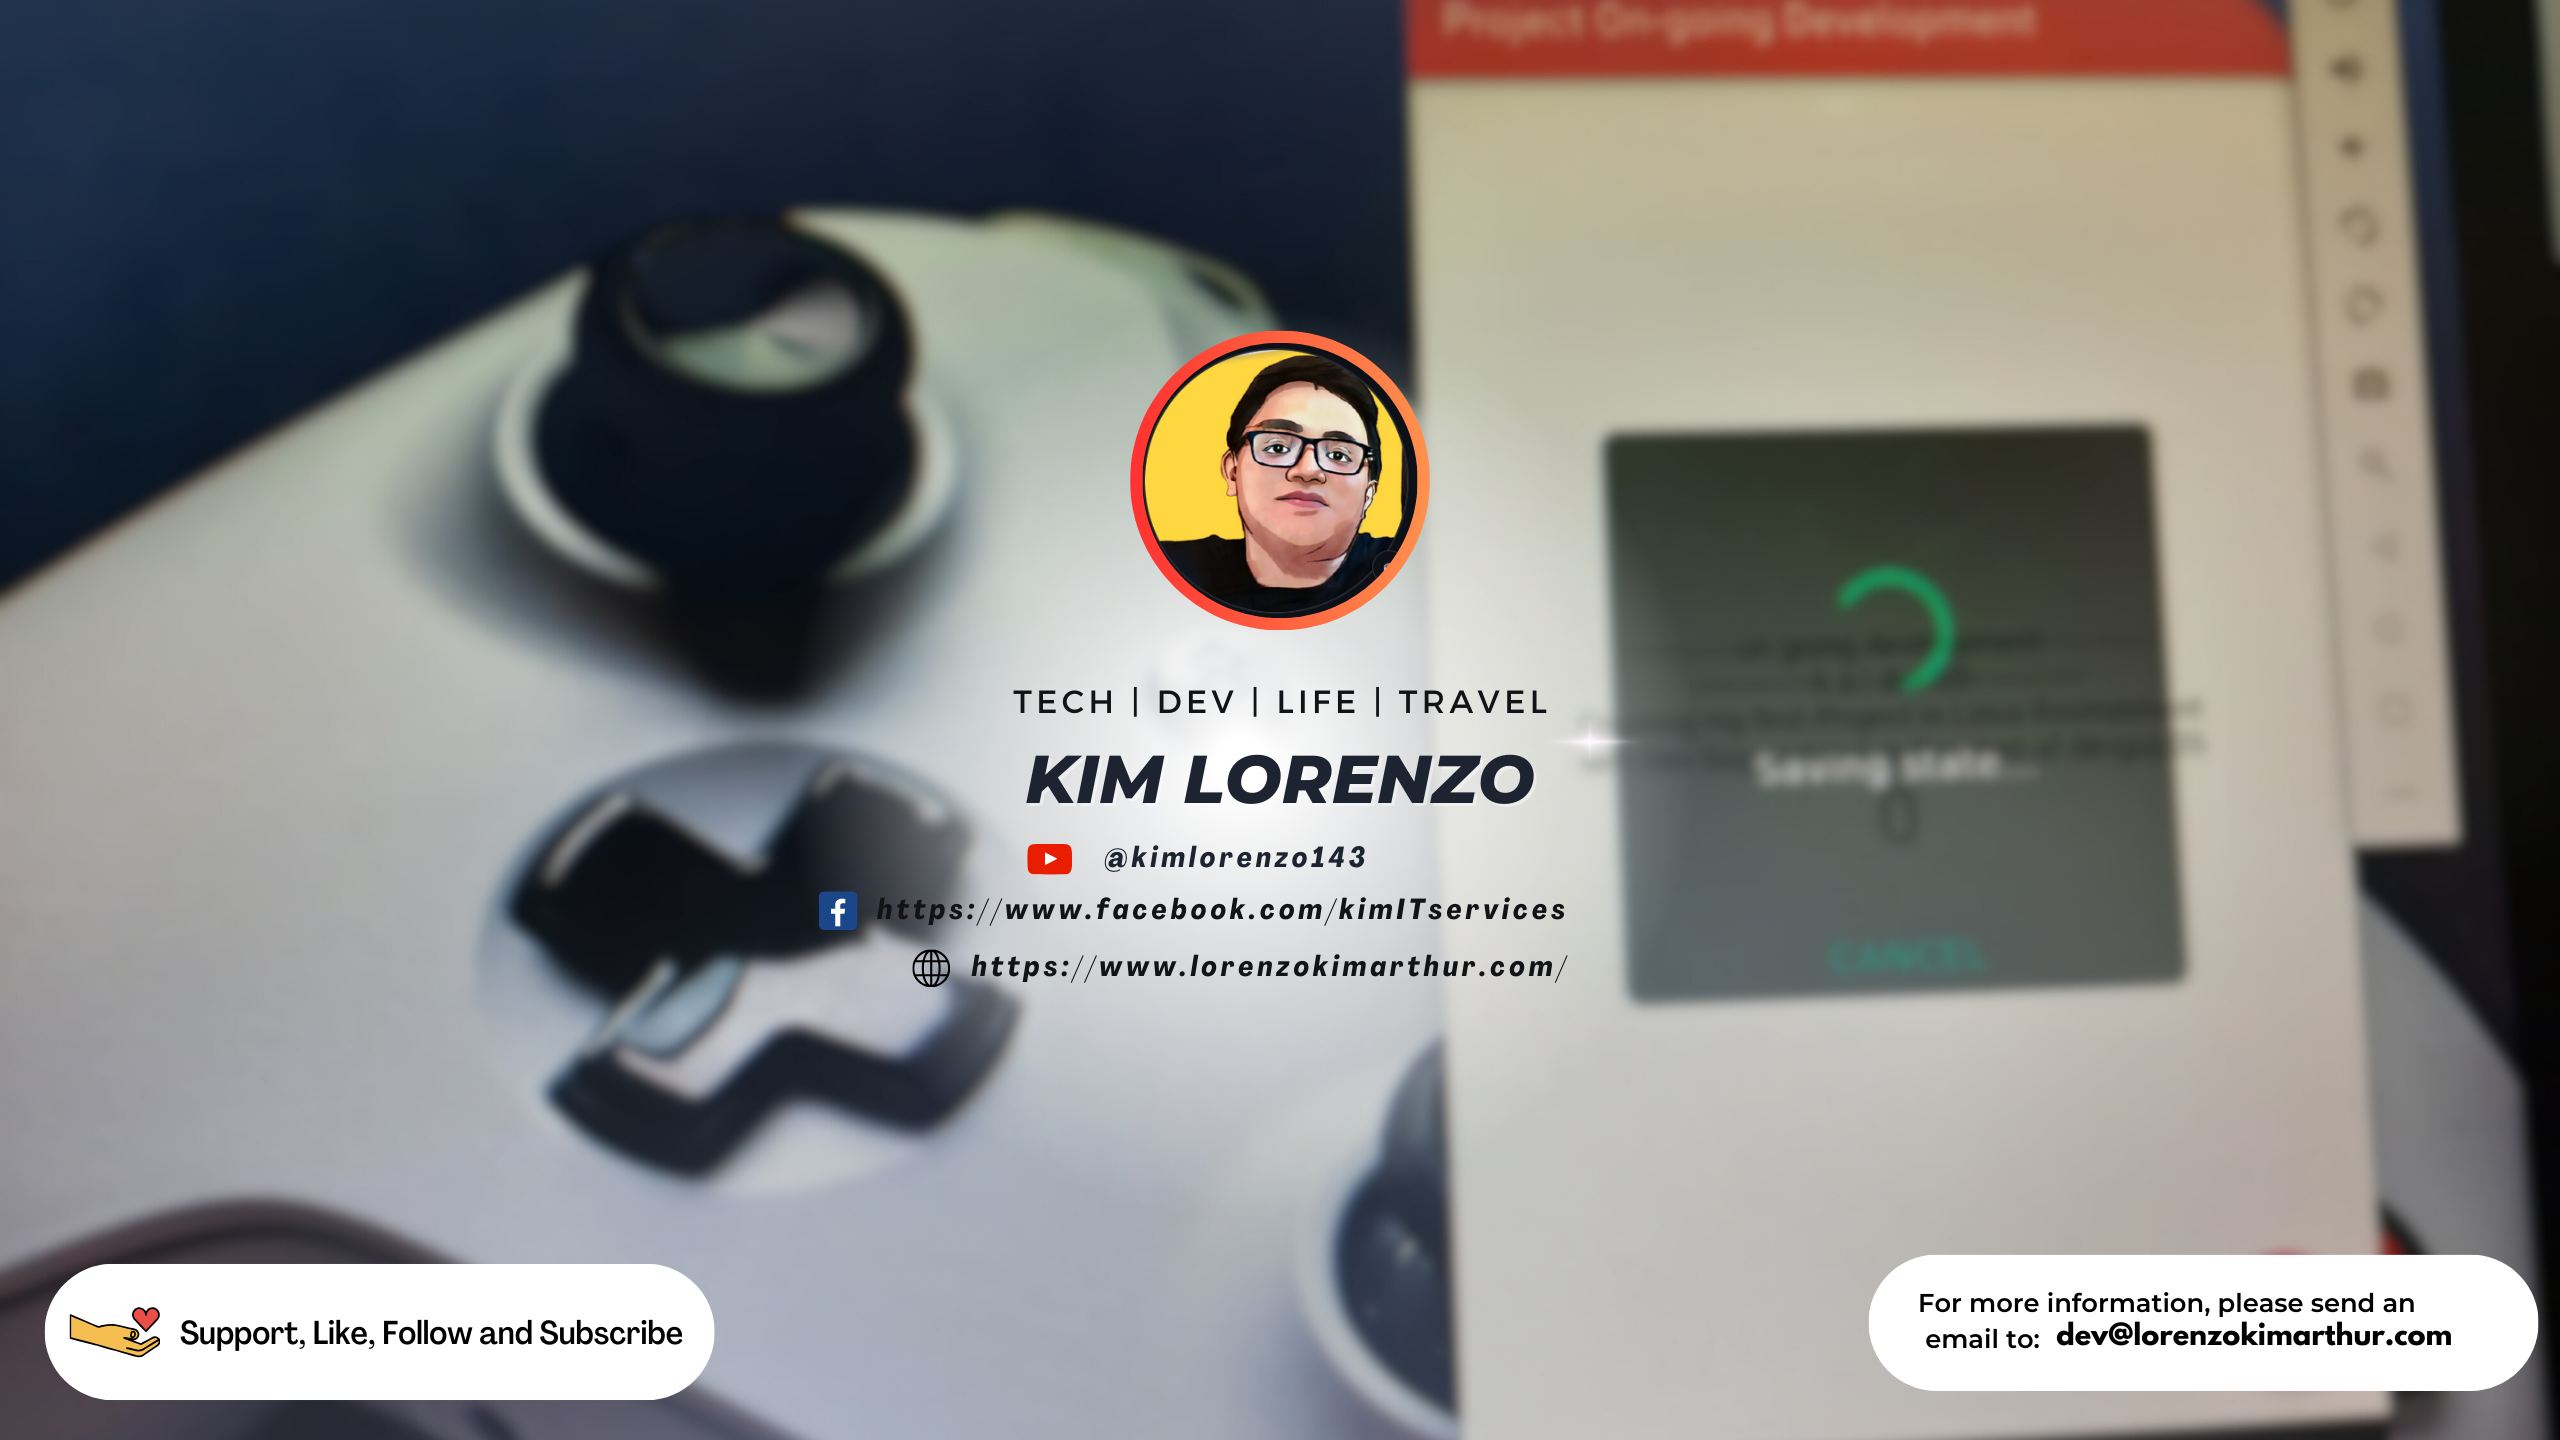 Project On-going Development
TECH | DEV | LIFE | TRAVEL
KIM LORENZO
@kimlorenzo143
https://www.facebook.com/kimITservices
https://www.lorenzokimarthur.com/
Saving state...
CANCEL
Support, Like, Follow and Subscribe
For more information, please send an
email to: dev@lorenzokimarthur.com